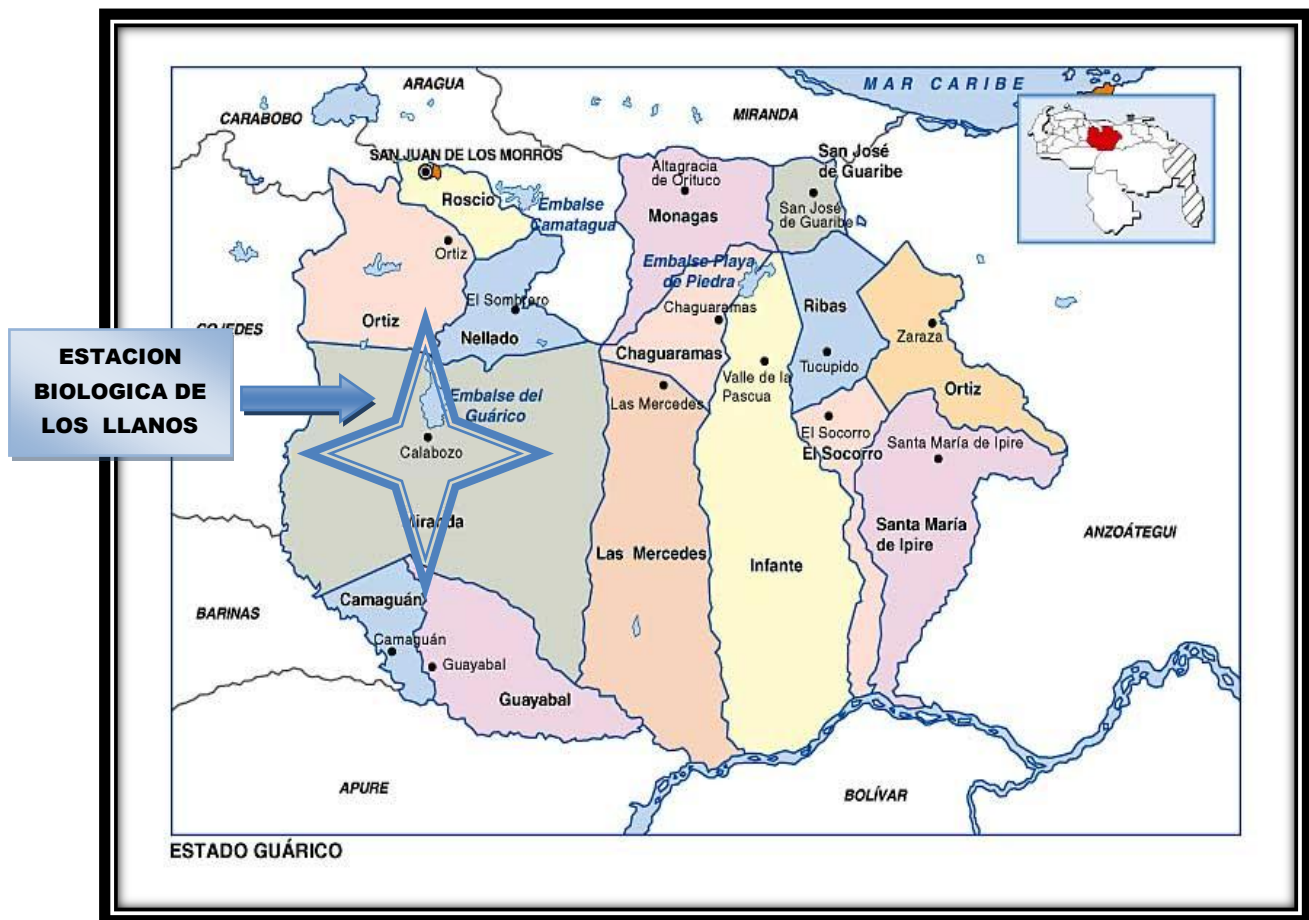 MAR CARIBE
ARAGUA
CARABOBO
MIRANDA
SAN JUAN DE LOS MORROS
San José
de Guaribe
Altagracia
de Orituco
Roscio
Embalse
Camatagua
Monagas
San José
de Guaribe
Ortiz
Embalse Playa
de Piedra
El Sombrero
Chaguaramas
Ribas
Zaraza
COJEDES
Ortiz
Nellado
Chaguaramas
Tucupido
ESTACION
BIOLOGICA DE
LOS LLANOS
Valle de la
Pascua
Embalse del
Guárico
Las Mercedes
Ortiz
El Socorro
El Socorro
Santa María de Ipire
Calabozo
Miranda
Santa María
de Ipire
ANZOÁTEGUI
Las Mercedes
Infante
BARINAS
Camaguán
Camaguán
Guayabal
Guayabal
APURE
BOLÍVAR
ESTADO GUÁRICO